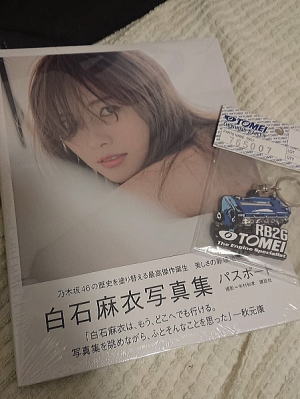 TOMEI
765007
RB26
TOMEI
The Engine Specialist
乃木坂46の歴史を塗り替える最高傑作誕生
白石麻衣写真集 パスポート
「白石麻衣は、もう、どこへでも行ける。
写真集を眺めながら、ふとそんなことを思った」―秋元康